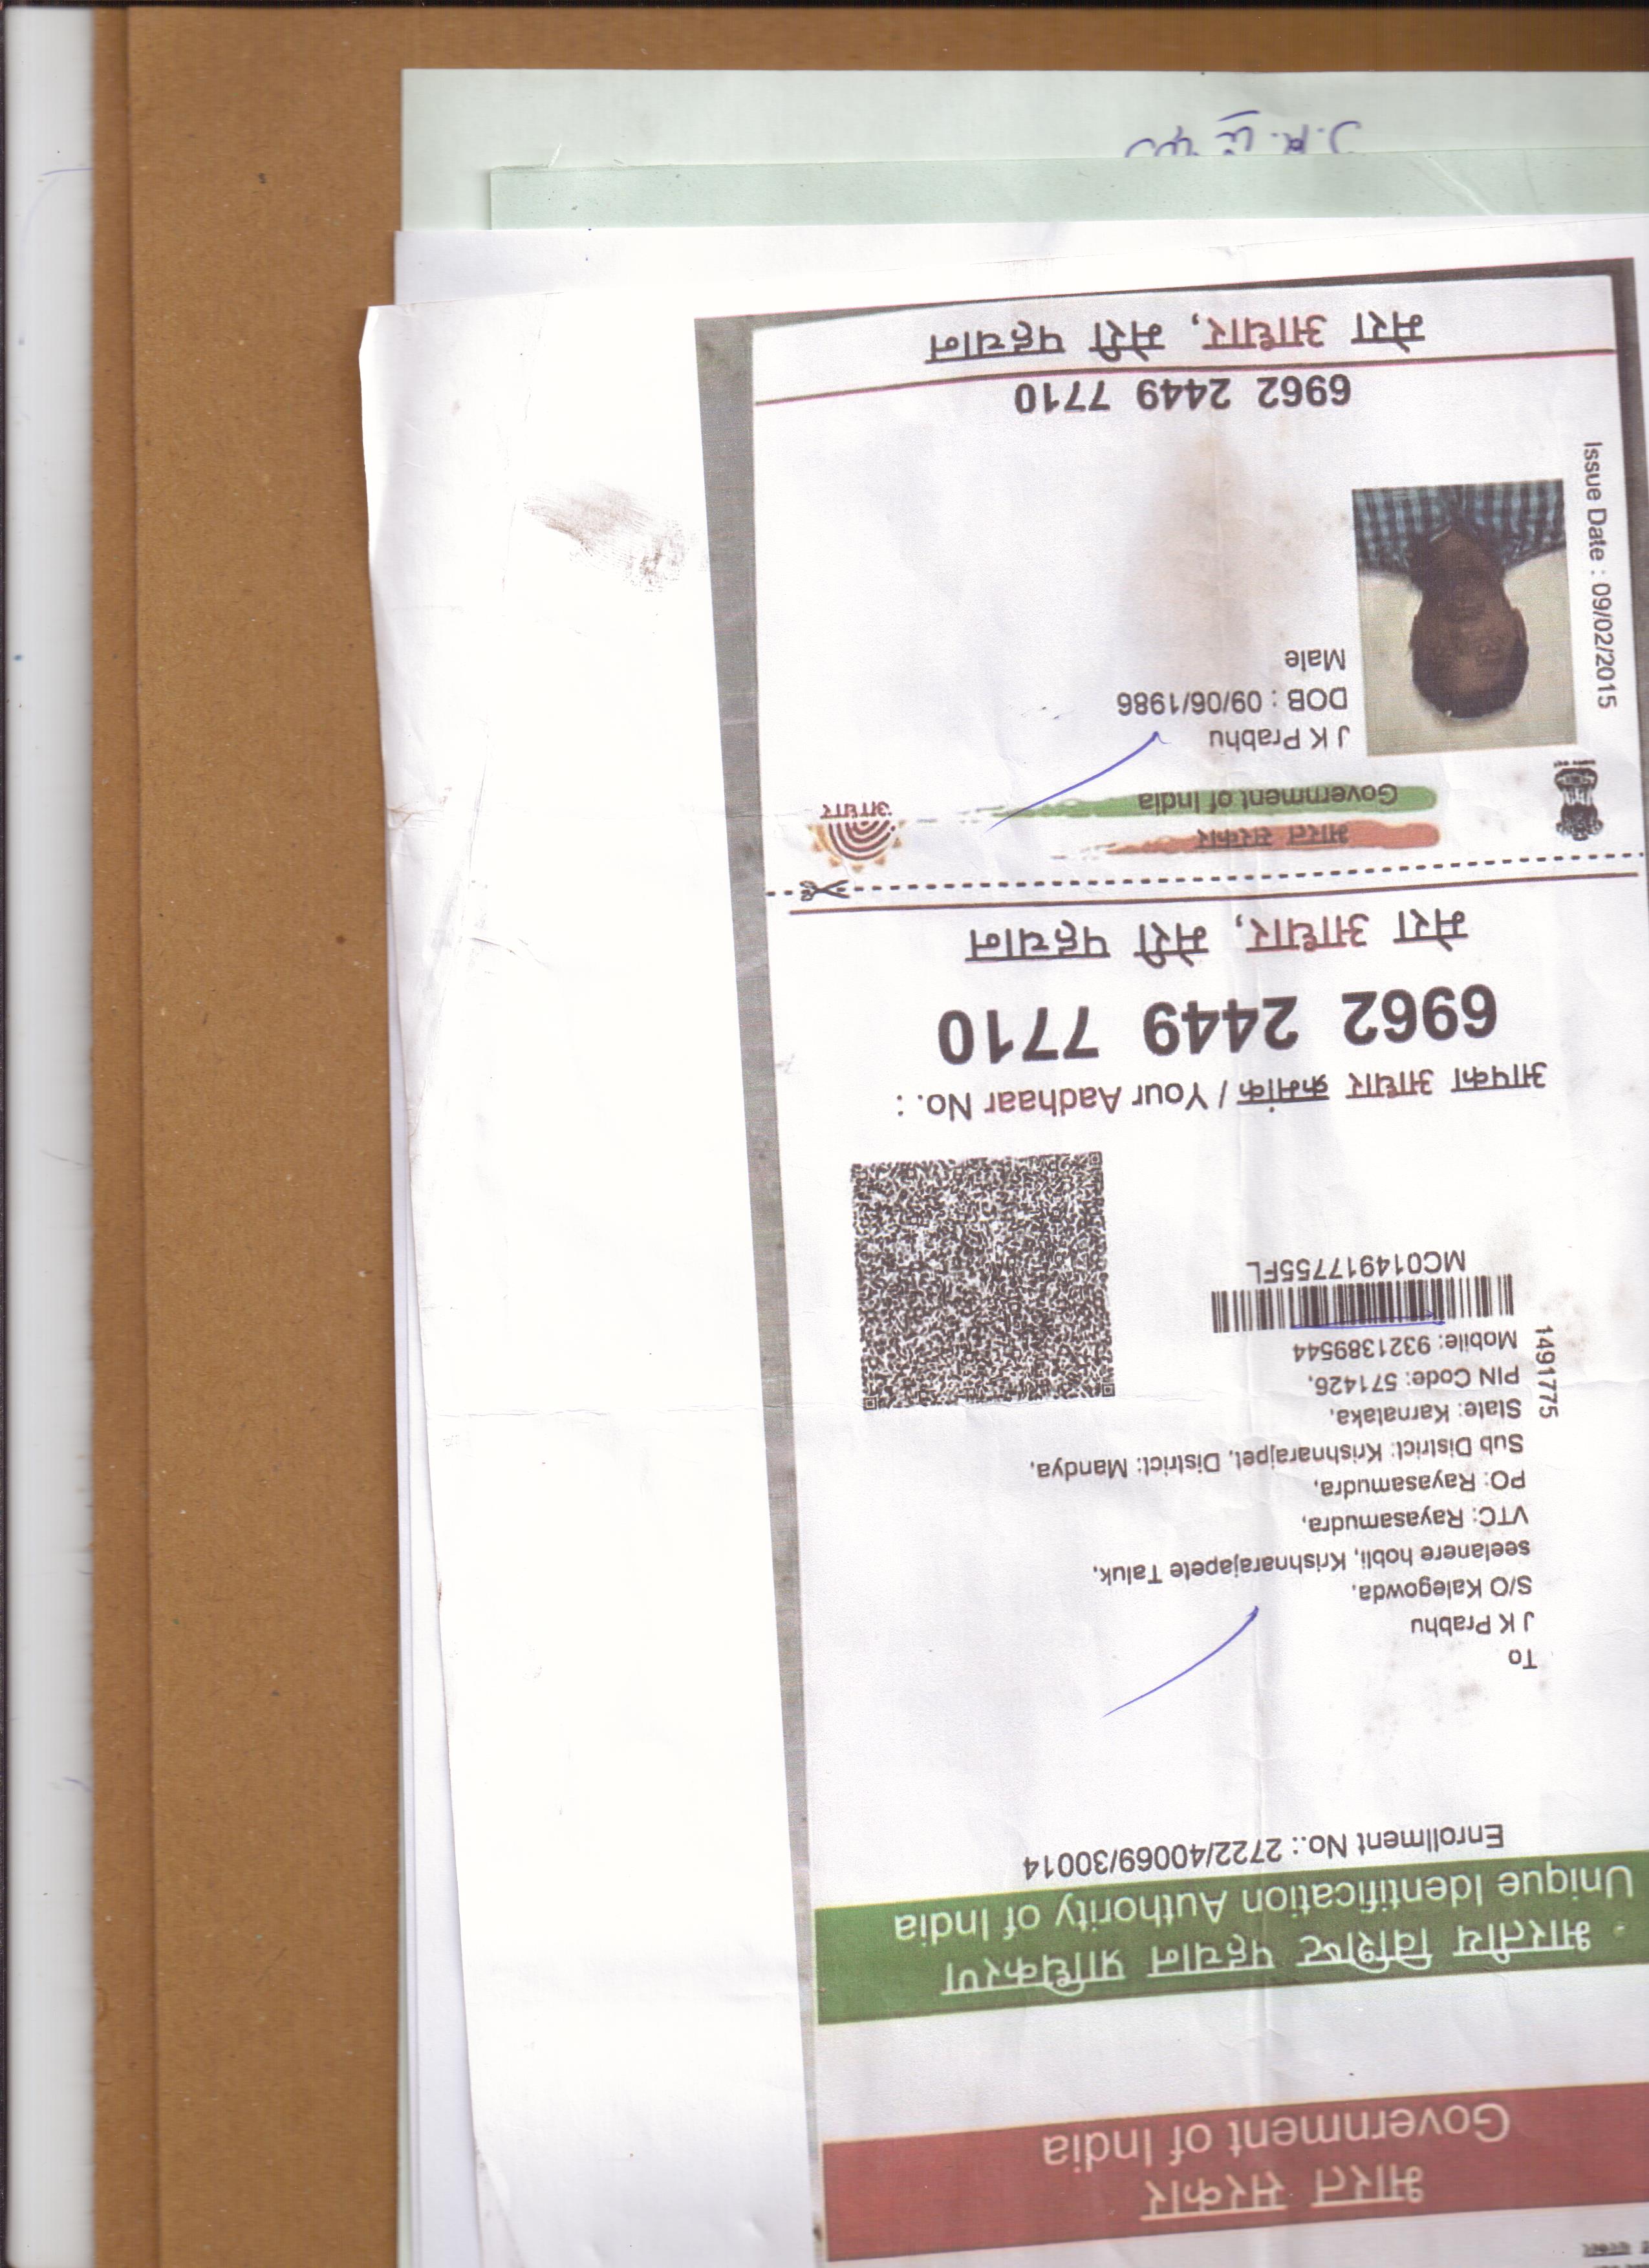 भारत सरकार
Government of India
भारतीय विशिष्ट पहचान प्राधिकरण
Unique Identification Authority of India
Enrollment No.: 2722/40069/30014
To
J K Prabhu
S/O Kalegowda,
seelanere hobli, Krishnarajapete Taluk,
VTC: Rayasamudra,
PO: Rayasamudra,
Sub District: Krishnarajpet, District: Mandya,
State: Karnataka,
PIN Code: 571426,
Mobile: 9321389544
1491775
MC014917755FL
आपका आधार क्रमांक / Your Aadhaar No. :
6962 2449 7710
मेरा आधार, मेरी पहचान
भारत सरकार
Government of India
आधार
J K Prabhu
DOB : 09/06/1986
Male
Issue Date : 09/02/2015
6962 2449 7710
मेरा आधार, मेरी पहचान